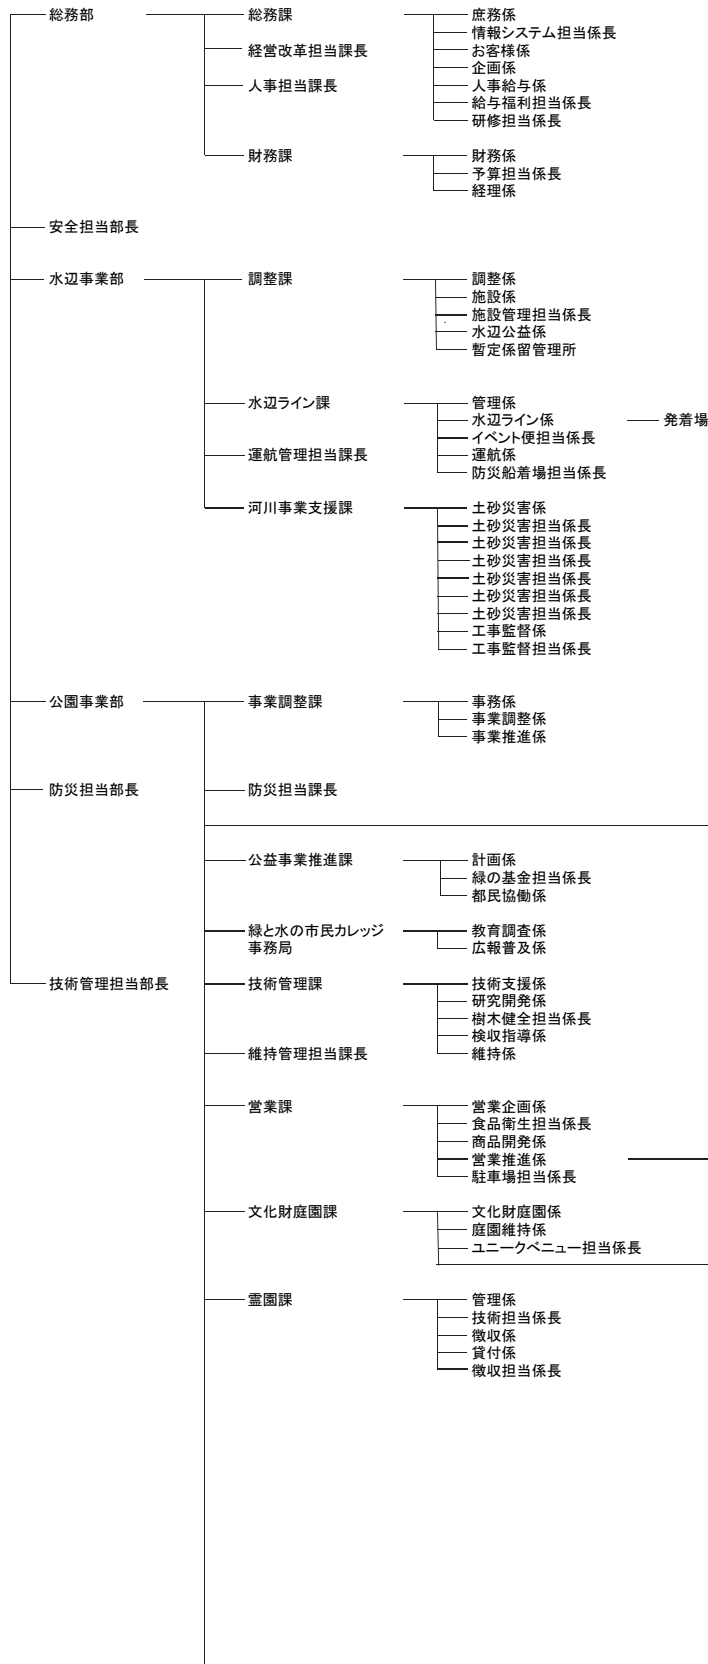 総務部
総務課
庶務係
情報システム担当係長
経営改革担当課長
お客様係
企画係
人事担当課長
人事給与係
給与福利担当係長
研修担当係長
財務課
財務係
予算担当係長
経理係
安全担当部長
水辺事業部
調整課
調整係
施設係
施設管理担当係長
水辺公益係
暫定係留管理所
水辺ライン課
管理係
水辺ライン係
発着場
イベント便担当係長
運航管理担当課長
運航係
防災船着場担当係長
河川事業支援課
土砂災害係
土砂災害担当係長
土砂災害担当係長
土砂災害担当係長
土砂災害担当係長
土砂災害担当係長
土砂災害担当係長
工事監督係
工事監督担当係長
公園事業部
事業調整課
事務係
事業調整係
事業推進係
防災担当部長
防災担当課長
公益事業推進課
計画係
緑の基金担当係長
都民協働係
緑と水の市民カレッジ
事務局
教育調査係
広報普及係
技術管理担当部長
技術管理課
技術支援係
研究開発係
樹木健全担当係長
検収指導係
維持管理担当課長
維持係
営業課
営業企画係
食品衛生担当係長
商品開発係
営業推進係
駐車場担当係長
文化財庭園課
文化財庭園係
庭園維持係
ユニークベニュー担当係長
霊園課
管理係
技術担当係長
徴収係
貸付係
徴収担当係長